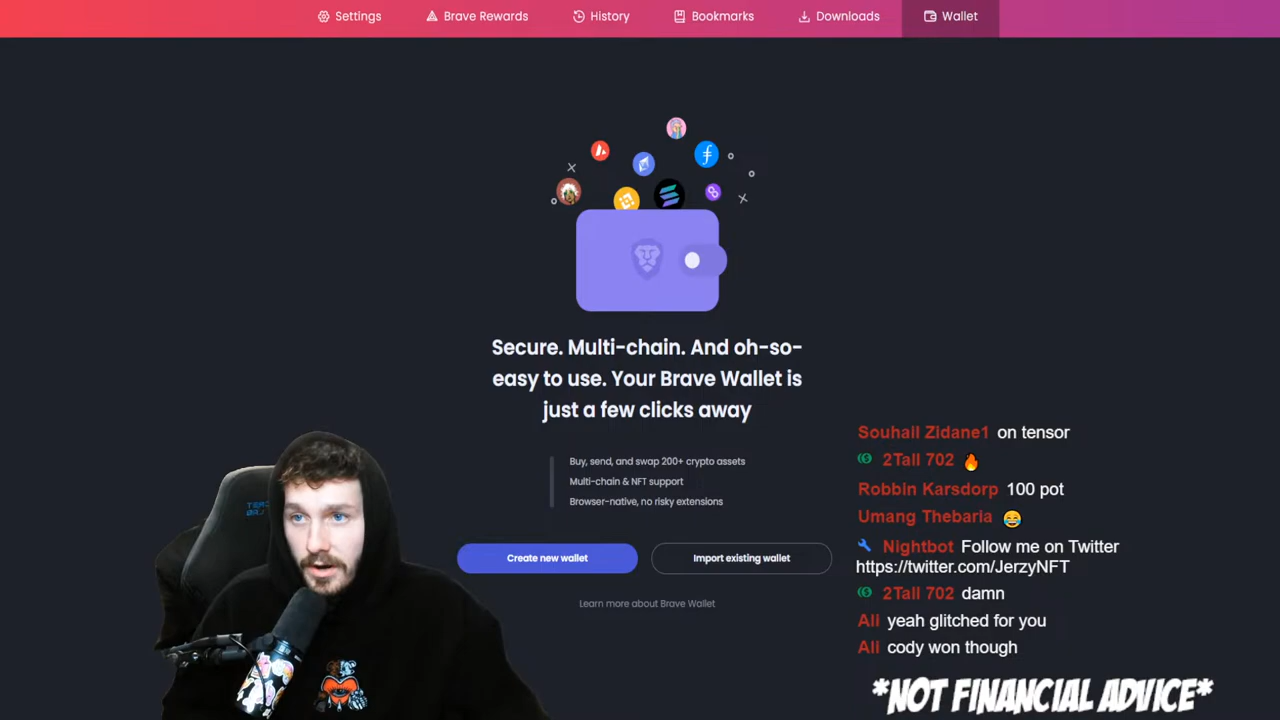 Settings
Brave Rewards
History
Bookmarks
Downloads
Wallet
Secure. Multi-chain. And oh-so-
easy to use. Your Brave Wallet is
just a few clicks away
Buy, send, and swap 200+ crypto assets
Multi-chain & NFT support
Browser-native, no risky extensions
Create new wallet
Import existing wallet
Learn more about Brave Wallet
Souhail Zidane1 on tensor
2Tall 702 🔥
Robbin Karsdorp 100 pot
Umang Thebaria 😂
Nightbot Follow me on Twitter
https://twitter.com/JerzyNFT
2Tall 702 damn
Ali yeah glitched for you
Ali cody won though
*NOT FINANCIAL ADVICE*